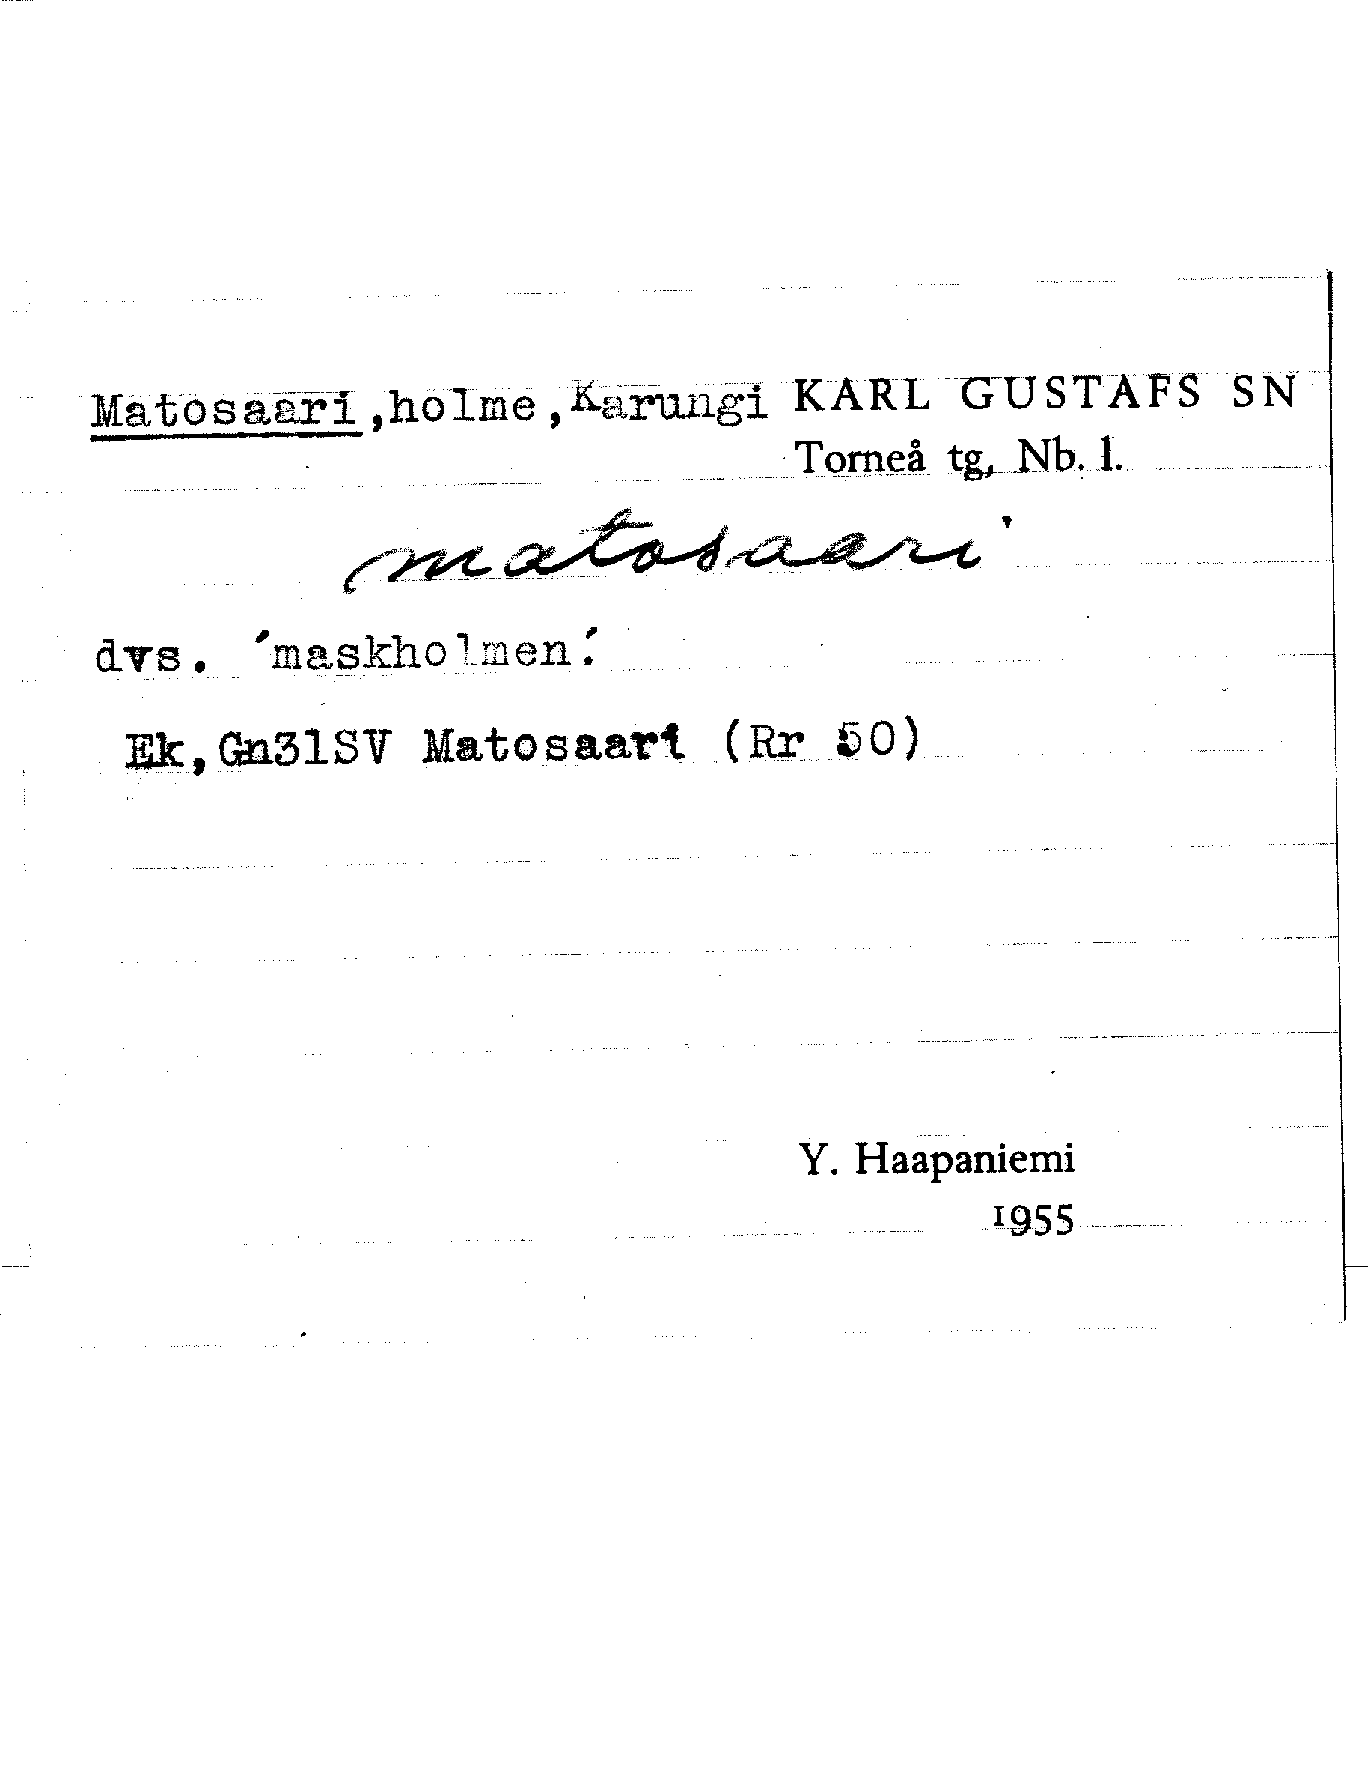 Matosaari,holme,Karungi KARL GUSTAFS SN
Torneå tg, Nb. l.
matosaari
dvs. 'maskholmen.'
Ek,Gn31SV Matosaari (Rr 50)
Y. Haapaniemi
1955